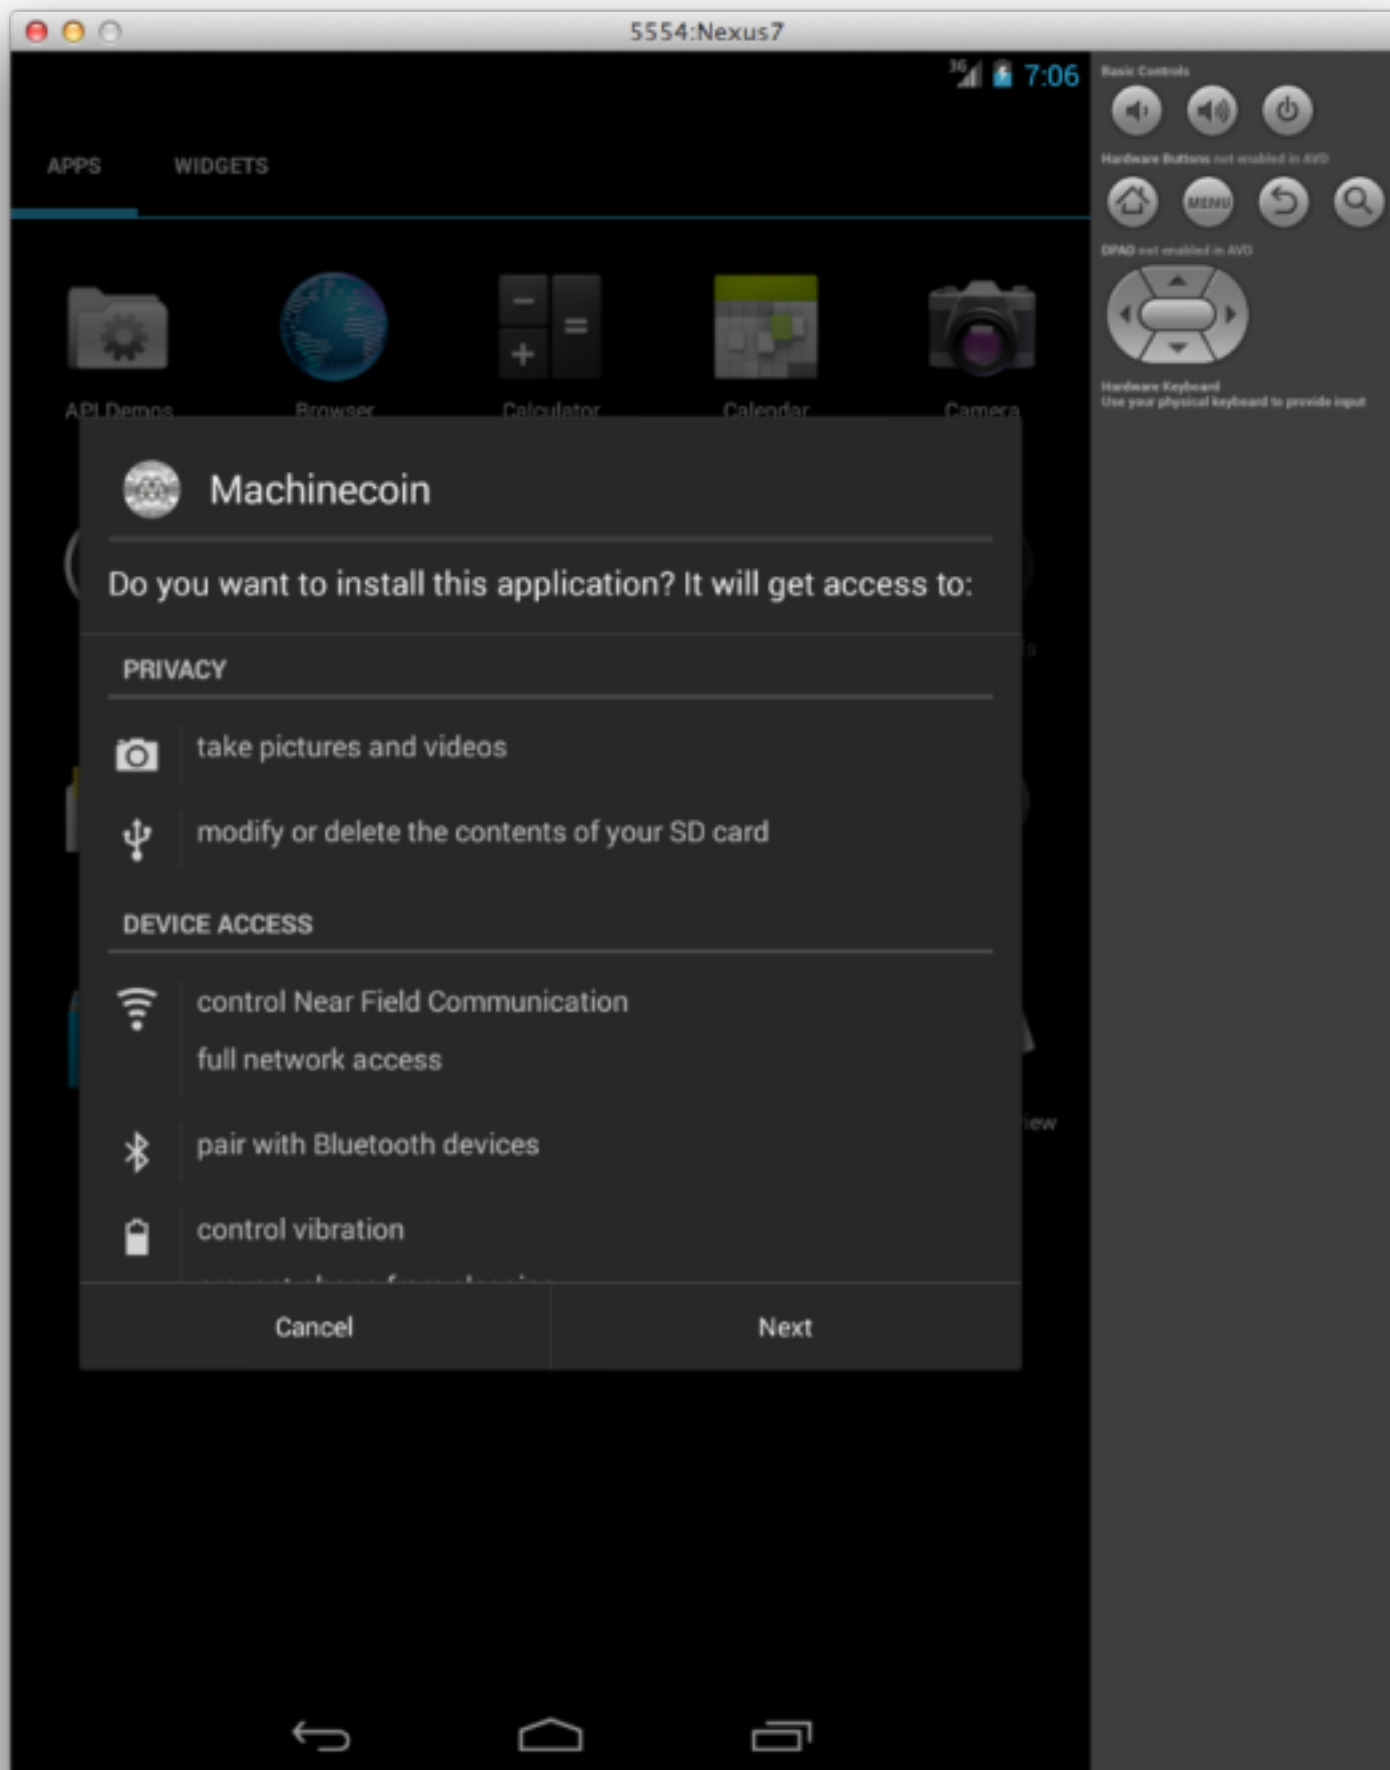 5554:Nexus7
3G 7:06
APPS WIDGETS
API Demos Browser Calculator Calendar Camera
Machinecoin
Do you want to install this application? It will get access to:
PRIVACY
take pictures and videos
modify or delete the contents of your SD card
DEVICE ACCESS
control Near Field Communication
full network access
pair with Bluetooth devices
control vibration
Cancel Next
Basic Controls
Hardware Buttons not enabled in AVD
MENU
DPAD not enabled in AVD
Hardware Keyboard
Use your physical keyboard to provide input